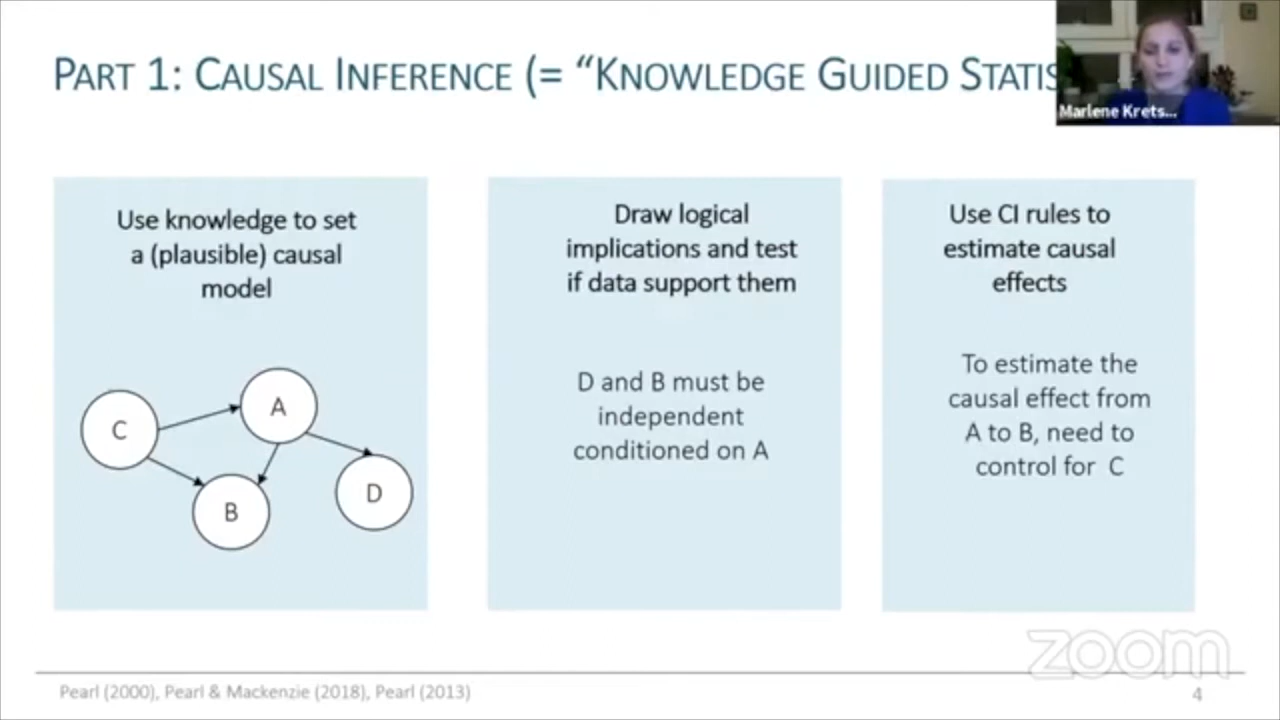 PART 1: CAUSAL INFERENCE (= “KNOWLEDGE GUIDED STATIS
Marlene Krets...
Use knowledge to set
a (plausible) causal
model
C
A
B
D
Draw logical
implications and test
if data support them
D and B must be
independent
conditioned on A
Use CI rules to
estimate causal
effects
To estimate the
causal effect from
A to B, need to
control for C
zoom
Pearl (2000), Pearl & Mackenzie (2018), Pearl (2013)
4